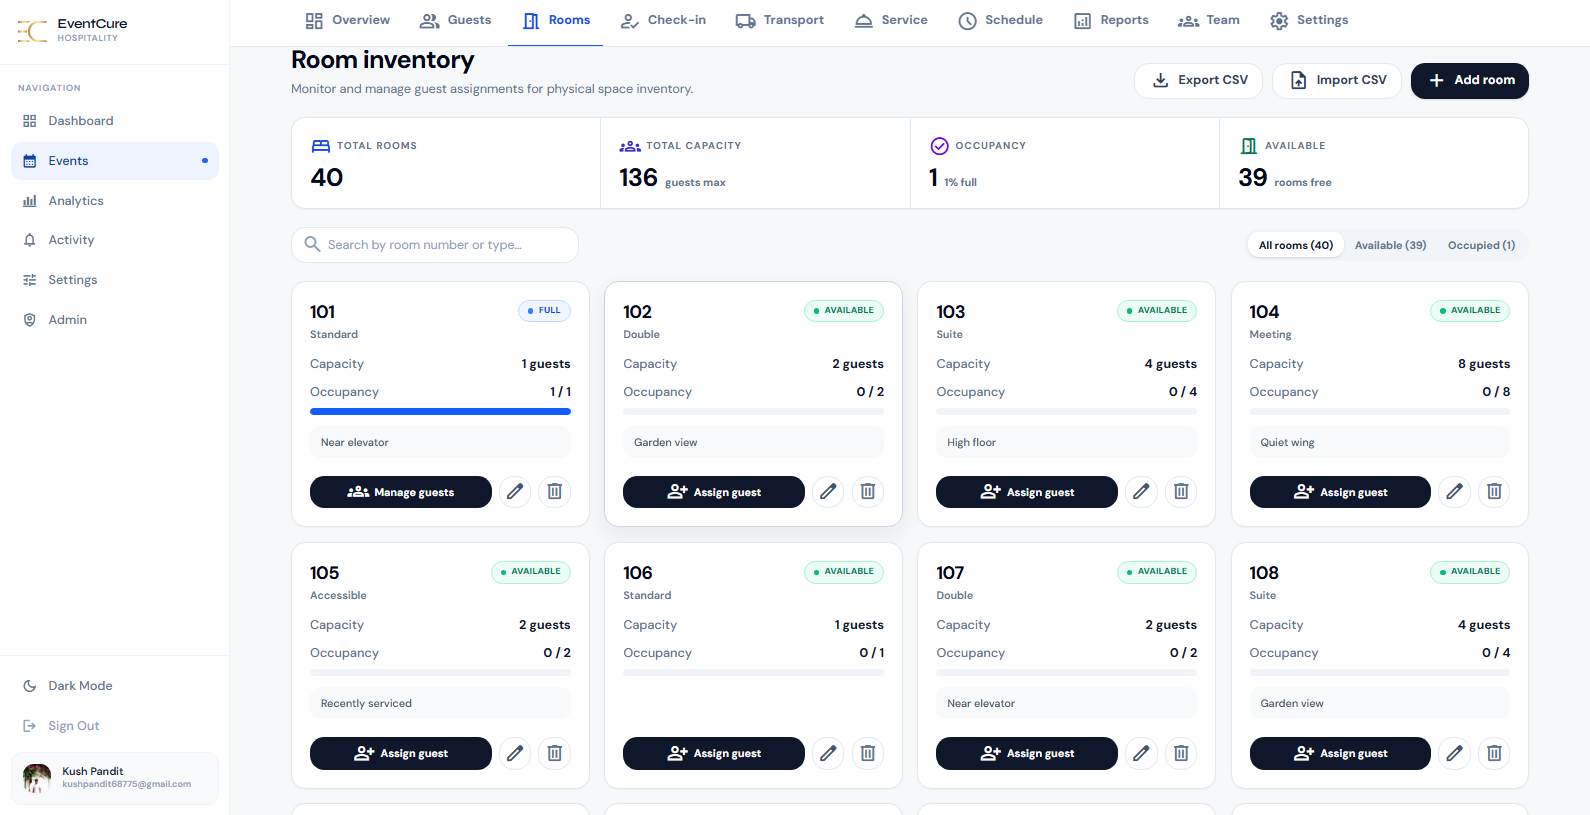 EventCure
HOSPITALITY
NAVIGATION
Dashboard
Events
Analytics
Activity
Settings
Admin
Dark Mode
Sign Out
Kush Pandit
kushpandit68775@gmail.com
Overview
Guests
Rooms
Check-in
Transport
Service
Schedule
Reports
Team
Settings
Room inventory
Monitor and manage guest assignments for physical space inventory.
Export CSV
Import CSV
Add room
TOTAL ROOMS
40
TOTAL CAPACITY
136 guests max
OCCUPANCY
1 1% full
AVAILABLE
39 rooms free
Search by room number or type...
All rooms (40)
Available (39)
Occupied (1)
101
FULL
Standard
Capacity 1 guests
Occupancy 1 / 1
Near elevator
Manage guests
102
AVAILABLE
Double
Capacity 2 guests
Occupancy 0 / 2
Garden view
Assign guest
103
AVAILABLE
Suite
Capacity 4 guests
Occupancy 0 / 4
High floor
Assign guest
104
AVAILABLE
Meeting
Capacity 8 guests
Occupancy 0 / 8
Quiet wing
Assign guest
105
AVAILABLE
Accessible
Capacity 2 guests
Occupancy 0 / 2
Recently serviced
Assign guest
106
AVAILABLE
Standard
Capacity 1 guests
Occupancy 0 / 1
Assign guest
107
AVAILABLE
Double
Capacity 2 guests
Occupancy 0 / 2
Near elevator
Assign guest
108
AVAILABLE
Suite
Capacity 4 guests
Occupancy 0 / 4
Garden view
Assign guest